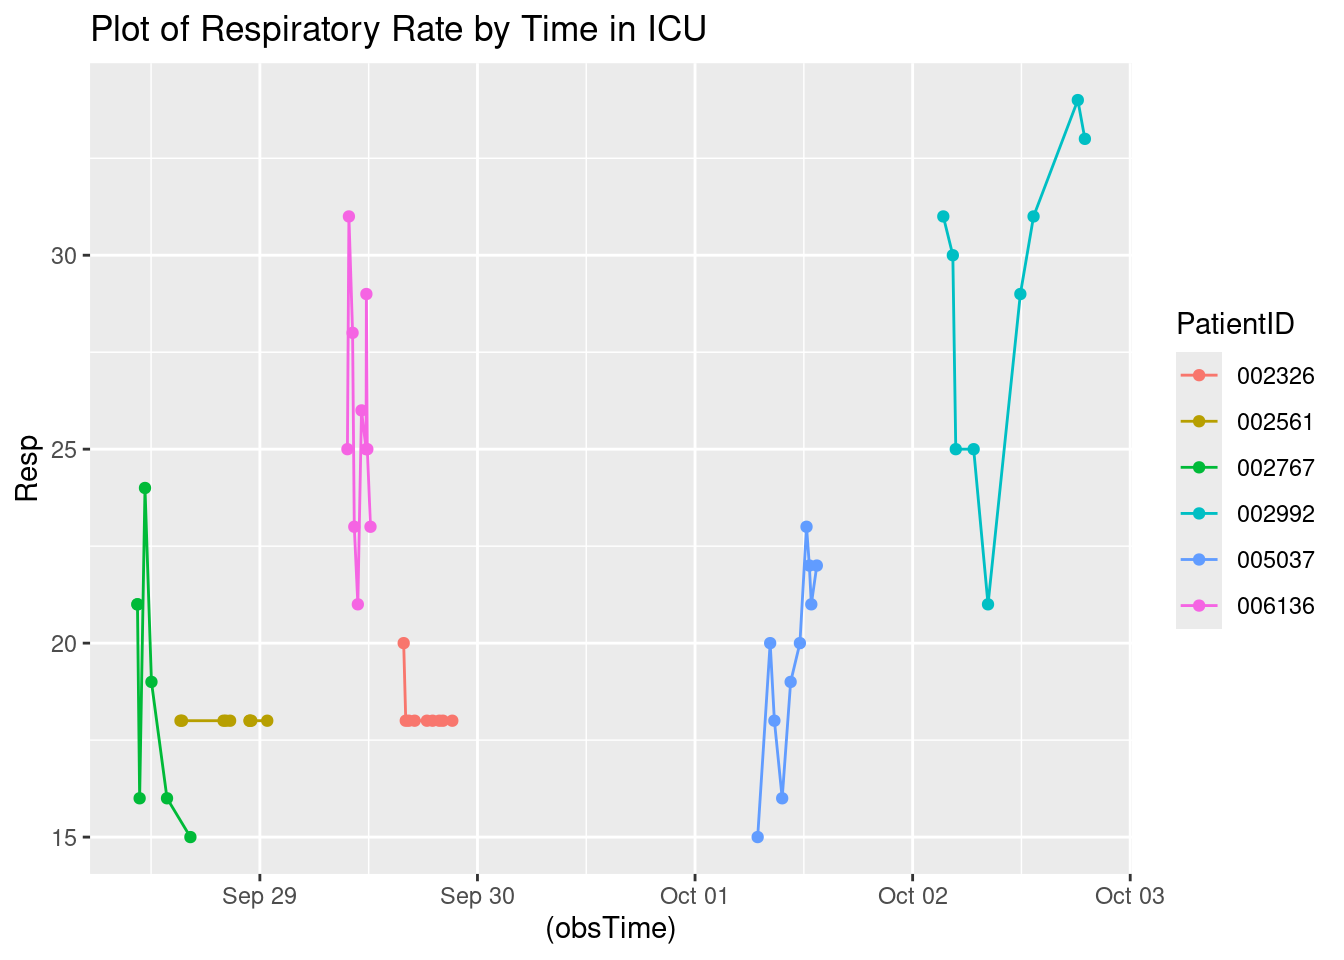 Plot of Respiratory Rate by Time in ICU
Resp
30
25
20
15
Sep 29 Sep 30 Oct 01 Oct 02 Oct 03
(obsTime)
PatientID
002326
002561
002767
002992
005037
006136